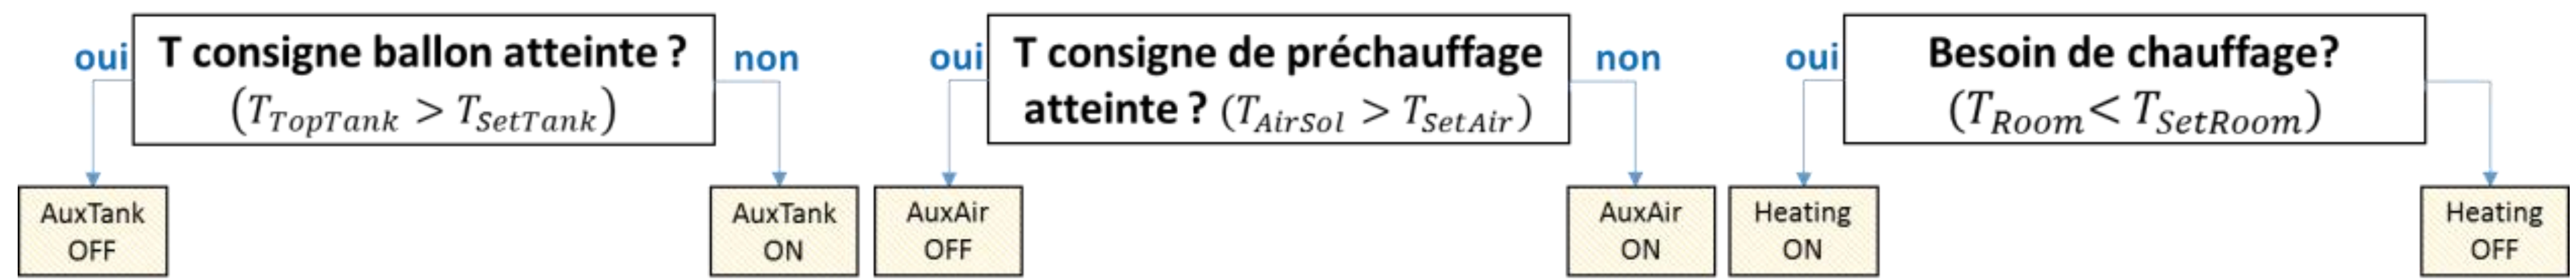 oui
T consigne ballon atteinte ?
(T_TopTank > T_SetTank)
non
AuxTank
OFF
AuxTank
ON
oui
T consigne de préchauffage
atteinte ? (T_AirSol > T_SetAir)
non
AuxAir
OFF
AuxAir
ON
oui
Besoin de chauffage?
(T_Room < T_SetRoom)
Heating
ON
Heating
OFF